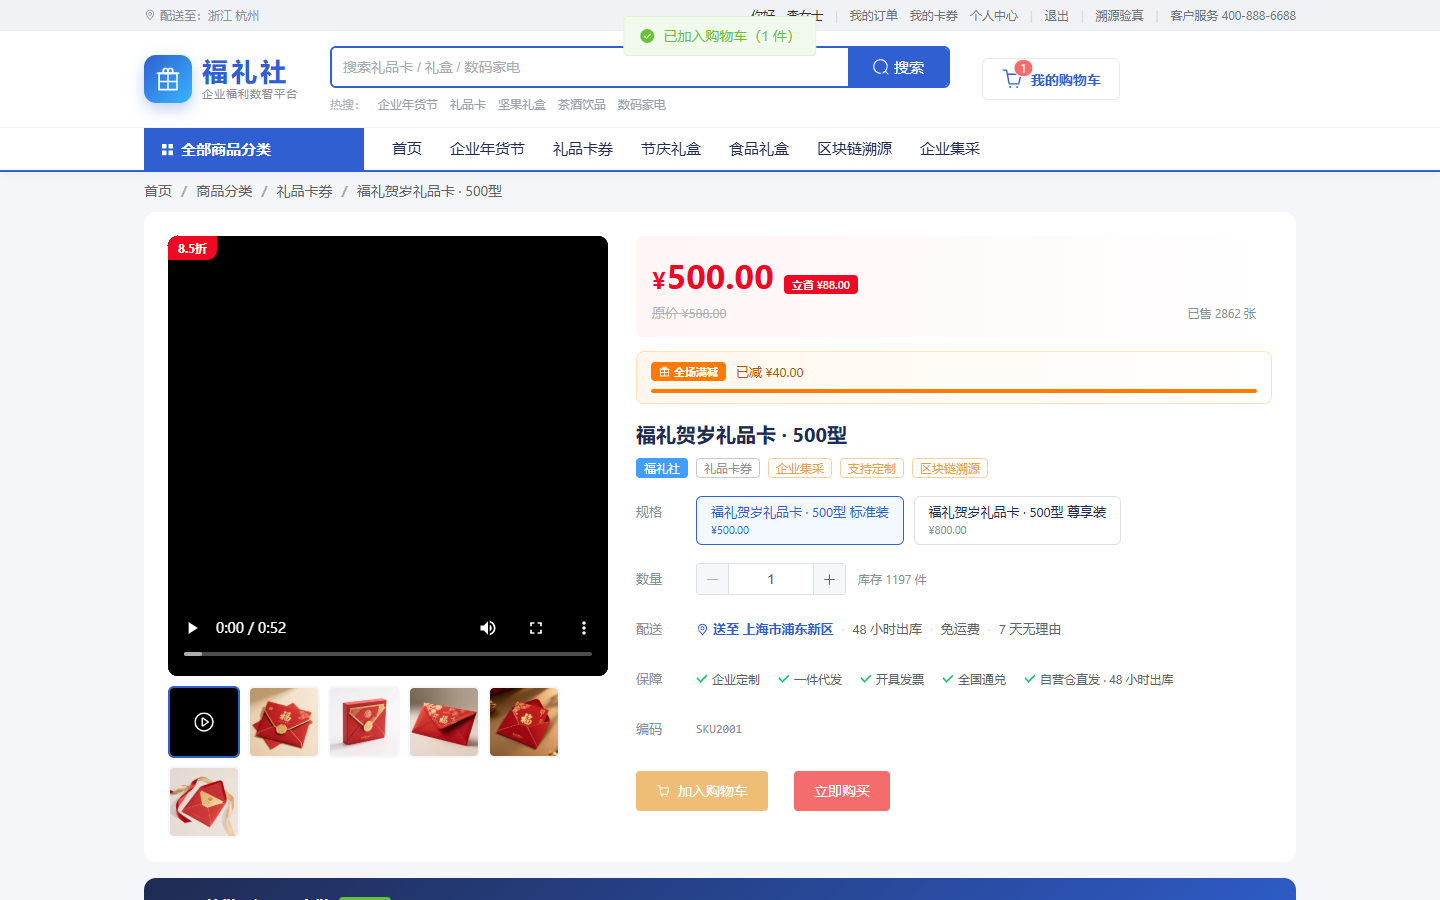 配送至：浙江 杭州
我的订单 我的卡券 个人中心 | 退出 | 溯源验真 | 客户服务 400-888-6688
已加入购物车（1 件）
福礼社
企业福利数智平台
搜索礼品卡 / 礼盒 / 数码家电
搜索
1
我的购物车
热搜： 企业年货节 礼品卡 坚果礼盒 茶酒饮品 数码家电
全部商品分类
首页 企业年货节 礼品卡券 节庆礼盒 食品礼盒 区块链溯源 企业集采
首页 / 商品分类 / 礼品卡券 / 福礼贺岁礼品卡 · 500型
8.5折
0:00 / 0:52
¥500.00 立省 ¥88.00
原价 ¥588.00
已售 2862 张
全场满减 已减 ¥40.00
福礼贺岁礼品卡 · 500型
福礼社 礼品卡券 企业集采 支持定制 区块链溯源
规格
福礼贺岁礼品卡 · 500型 标准装
¥500.00
福礼贺岁礼品卡 · 500型 尊享装
¥800.00
数量 1 库存 1197 件
配送 送至 上海市浦东新区 · 48 小时出库 · 免运费 · 7 天无理由
保障 企业定制 一件代发 开具发票 全国通兑 自营仓直发 · 48 小时出库
编码 SKU2001
加入购物车
立即购买